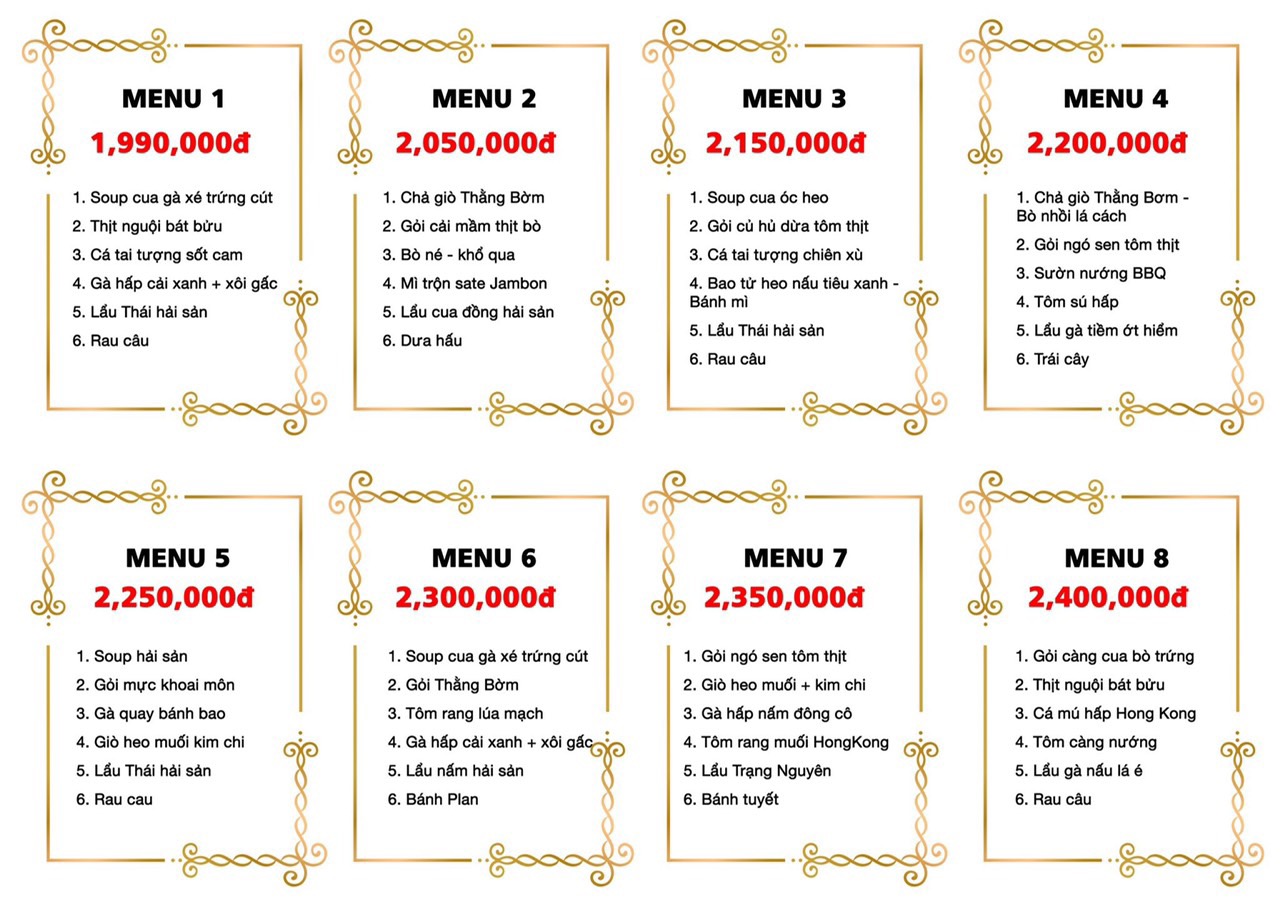 MENU 1
1,990,000đ
1. Soup cua gà xé trứng cút
2. Thịt nguội bát bửu
3. Cá tai tượng sốt cam
4. Gà hấp cải xanh + xôi gấc
5. Lẩu Thái hải sản
6. Rau câu
MENU 2
2,050,000đ
1. Chả giò Thằng Bờm
2. Gỏi cải mầm thịt bò
3. Bò né - khổ qua
4. Mì trộn sate Jambon
5. Lẩu cua đồng hải sản
6. Dưa hấu
MENU 3
2,150,000đ
1. Soup cua óc heo
2. Gỏi củ hủ dừa tôm thịt
3. Cá tai tượng chiên xù
4. Bao tử heo nấu tiêu xanh -
Bánh mì
5. Lẩu Thái hải sản
6. Rau câu
MENU 4
2,200,000đ
1. Chả giò Thằng Bơm -
Bò nhồi lá cách
2. Gỏi ngó sen tôm thịt
3. Sườn nướng BBQ
4. Tôm sú hấp
5. Lẩu gà tiềm ớt hiểm
6. Trái cây
MENU 5
2,250,000đ
1. Soup hải sản
2. Gỏi mực khoai môn
3. Gà quay bánh bao
4. Giò heo muối kim chi
5. Lẩu Thái hải sản
6. Rau cau
MENU 6
2,300,000đ
1. Soup cua gà xé trứng cút
2. Gỏi Thằng Bờm
3. Tôm rang lúa mạch
4. Gà hấp cải xanh + xôi gấc
5. Lẩu nấm hải sản
6. Bánh Plan
MENU 7
2,350,000đ
1. Gỏi ngó sen tôm thịt
2. Giò heo muối + kim chi
3. Gà hấp nấm đông cô
4. Tôm rang muối HongKong
5. Lẩu Trạng Nguyên
6. Bánh tuyết
MENU 8
2,400,000đ
1. Gỏi càng cua bò trứng
2. Thịt nguội bát bửu
3. Cá mú hấp Hong Kong
4. Tôm càng nướng
5. Lẩu gà nấu lá é
6. Rau câu